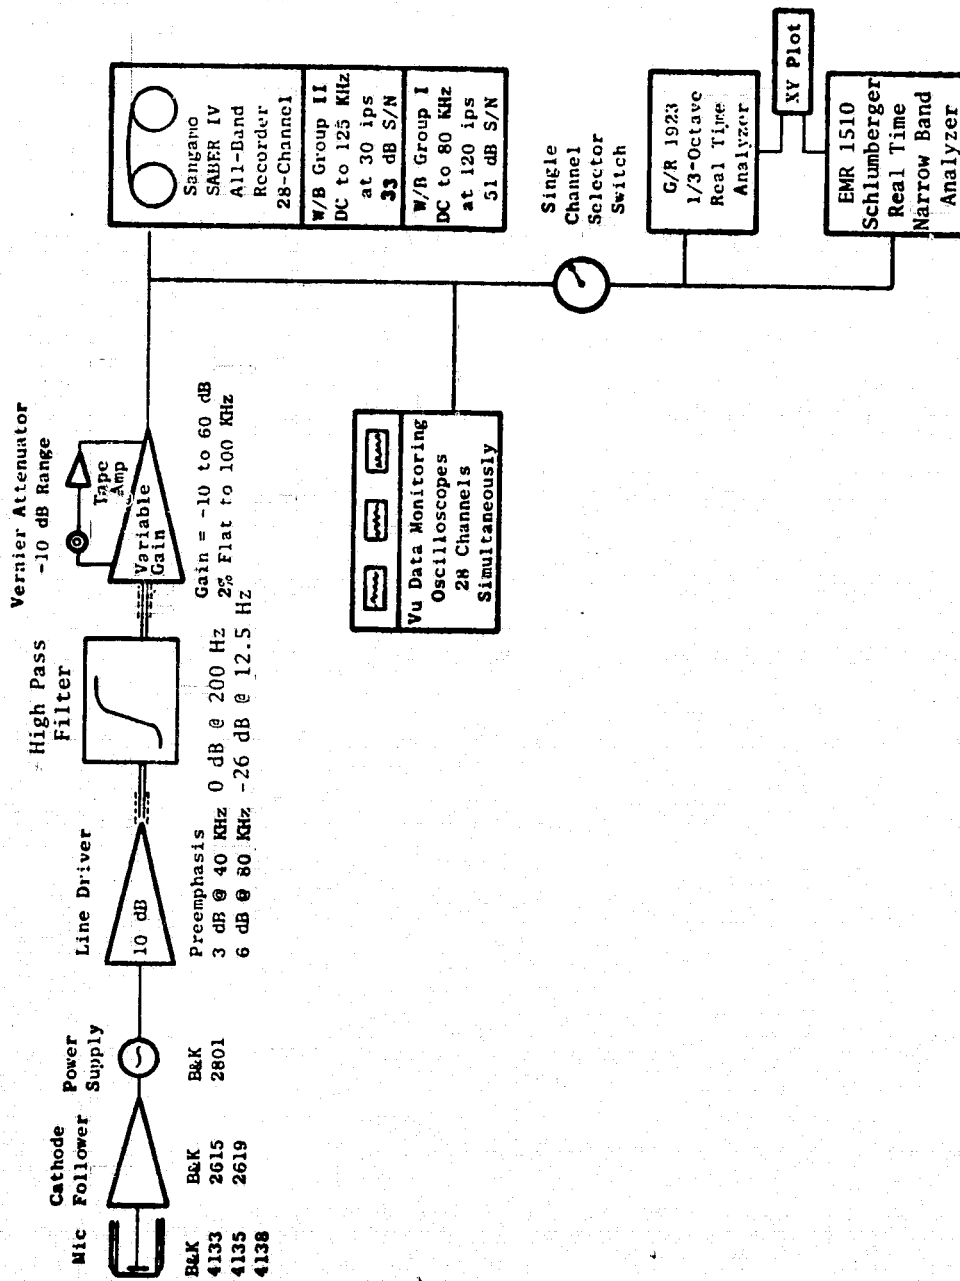 Mic
B&K
4133
4135
4138
Cathode
Follower
B&K
2615
2619
Power
Supply
B&K
2801
Line Driver
10 dB
Preemphasis
3 dB @ 40 KHz
6 dB @ 80 KHz
High Pass
Filter
0 dB @ 200 Hz
-26 dB @ 12.5 Hz
Vernier Attenuator
-10 dB Range
Tape
Amp
Variable
Gain
Gain = -10 to 60 dB
2% Flat to 100 KHz
Sangamo
SABER IV
All-Band
Recorder
28-Channel
W/B Group II
DC to 125 KHz
at 30 ips
33 dB S/N
W/B Group I
DC to 80 KHz
at 120 ips
51 dB S/N
Vu Data Monitoring
Oscilloscopes
28 Channels
Simultaneously
Single
Channel
Selector
Switch
G/R 1923
1/3-Octave
Real Time
Analyzer
XY Plot
EMR 1510
Schlumberger
Real Time
Narrow Band
Analyzer